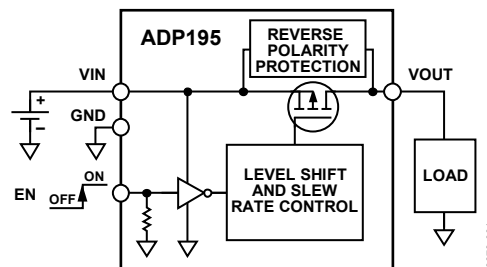 ADP195
REVERSE
POLARITY
PROTECTION
VIN
VOUT
+
–
GND
LEVEL SHIFT
AND SLEW
RATE CONTROL
LOAD
EN
ON
OFF